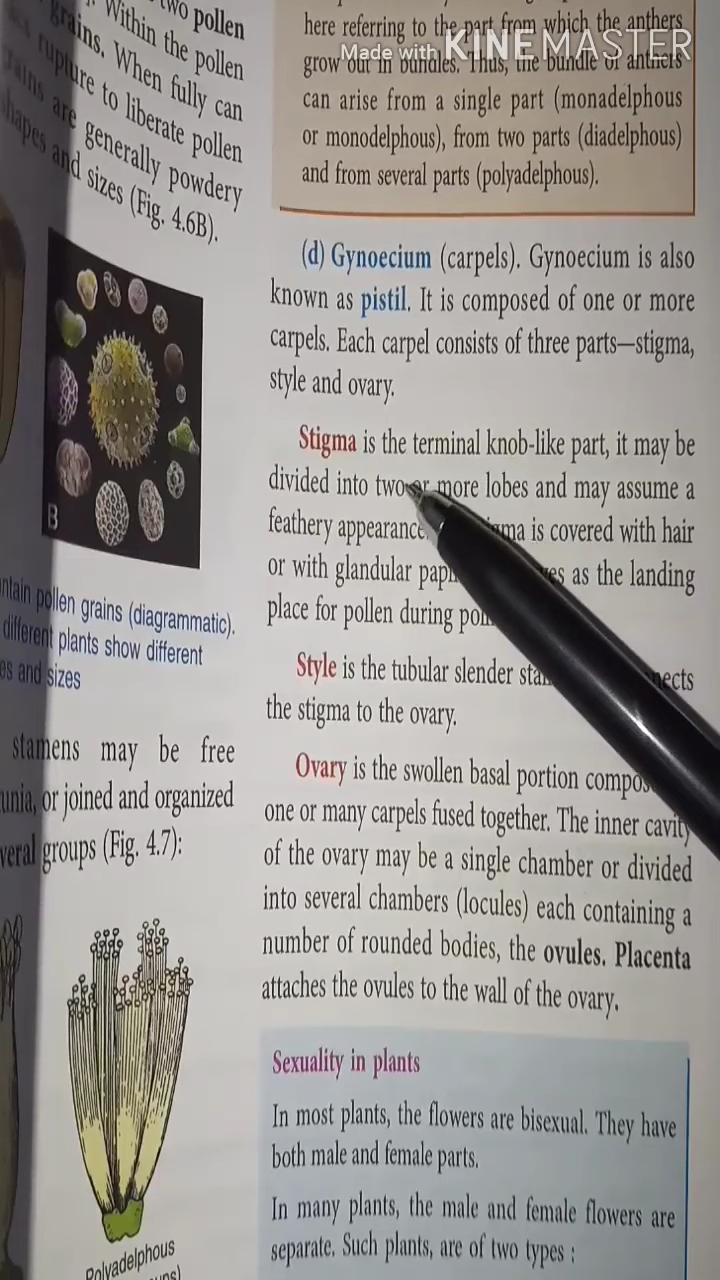 two pollen
Within the pollen
grains. When fully can
rupture to liberate pollen
are generally powdery
shapes and sizes (Fig. 4.6B).
B
pollen grains (diagrammatic).
different plants show different
and sizes
stamens may be free
or joined and organized
groups (Fig. 4.7):
Polyadelphous
Made with KINEMASTER
here referring to the part from which the anthers
grow out in bundles. Thus, the bundle of anthers
can arise from a single part (monadelphous
or monodelphous), from two parts (diadelphous)
and from several parts (polyadelphous).
(d) Gynoecium (carpels). Gynoecium is also
known as pistil. It is composed of one or more
carpels. Each carpel consists of three parts—stigma,
style and ovary.
Stigma is the terminal knob-like part, it may be
divided into two or more lobes and may assume a
feathery appearance. is covered with hair
or with glandular as the landing
place for pollen during
Style is the tubular slender
the stigma to the ovary.
Ovary is the swollen basal portion
one or many carpels fused together. The inner cavity
of the ovary may be a single chamber or divided
into several chambers (locules) each containing a
number of rounded bodies, the ovules. Placenta
attaches the ovules to the wall of the ovary.
Sexuality in plants
In most plants, the flowers are bisexual. They have
both male and female parts.
In many plants, the male and female flowers are
separate. Such plants, are of two types :